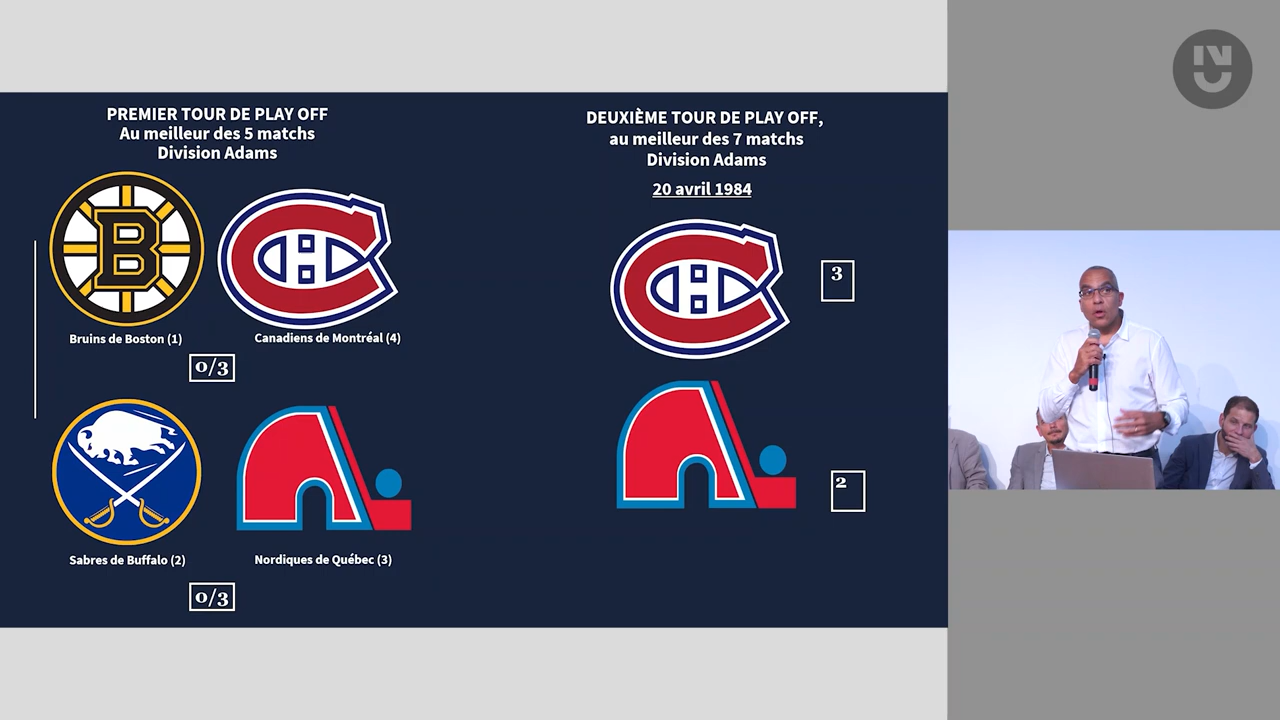 PREMIER TOUR DE PLAY OFF
Au meilleur des 5 matchs
Division Adams
B
CH
Bruins de Boston (1)
Canadiens de Montréal (4)
0/3
Sabres de Buffalo (2)
Nordiques de Québec (3)
0/3
DEUXIÈME TOUR DE PLAY OFF,
au meilleur des 7 matchs
Division Adams
20 avril 1984
CH
3
2